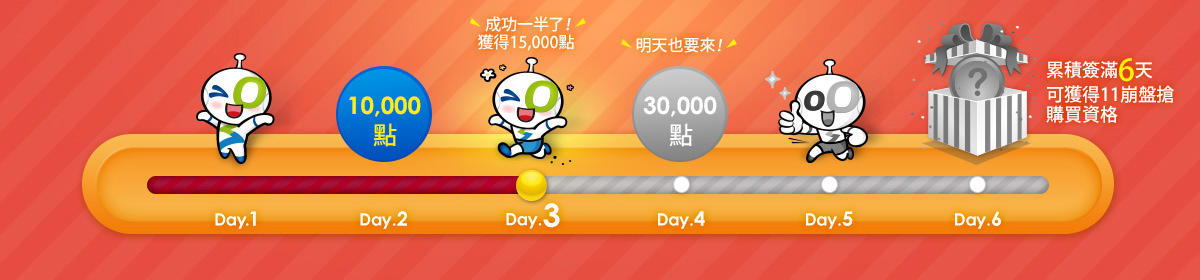 成功一半了!
獲得15,000點
明天也要來!
10,000
點
30,000
點
?
累積簽滿6天
可獲得11崩盤搶
購買資格
Day.1
Day.2
Day.3
Day.4
Day.5
Day.6